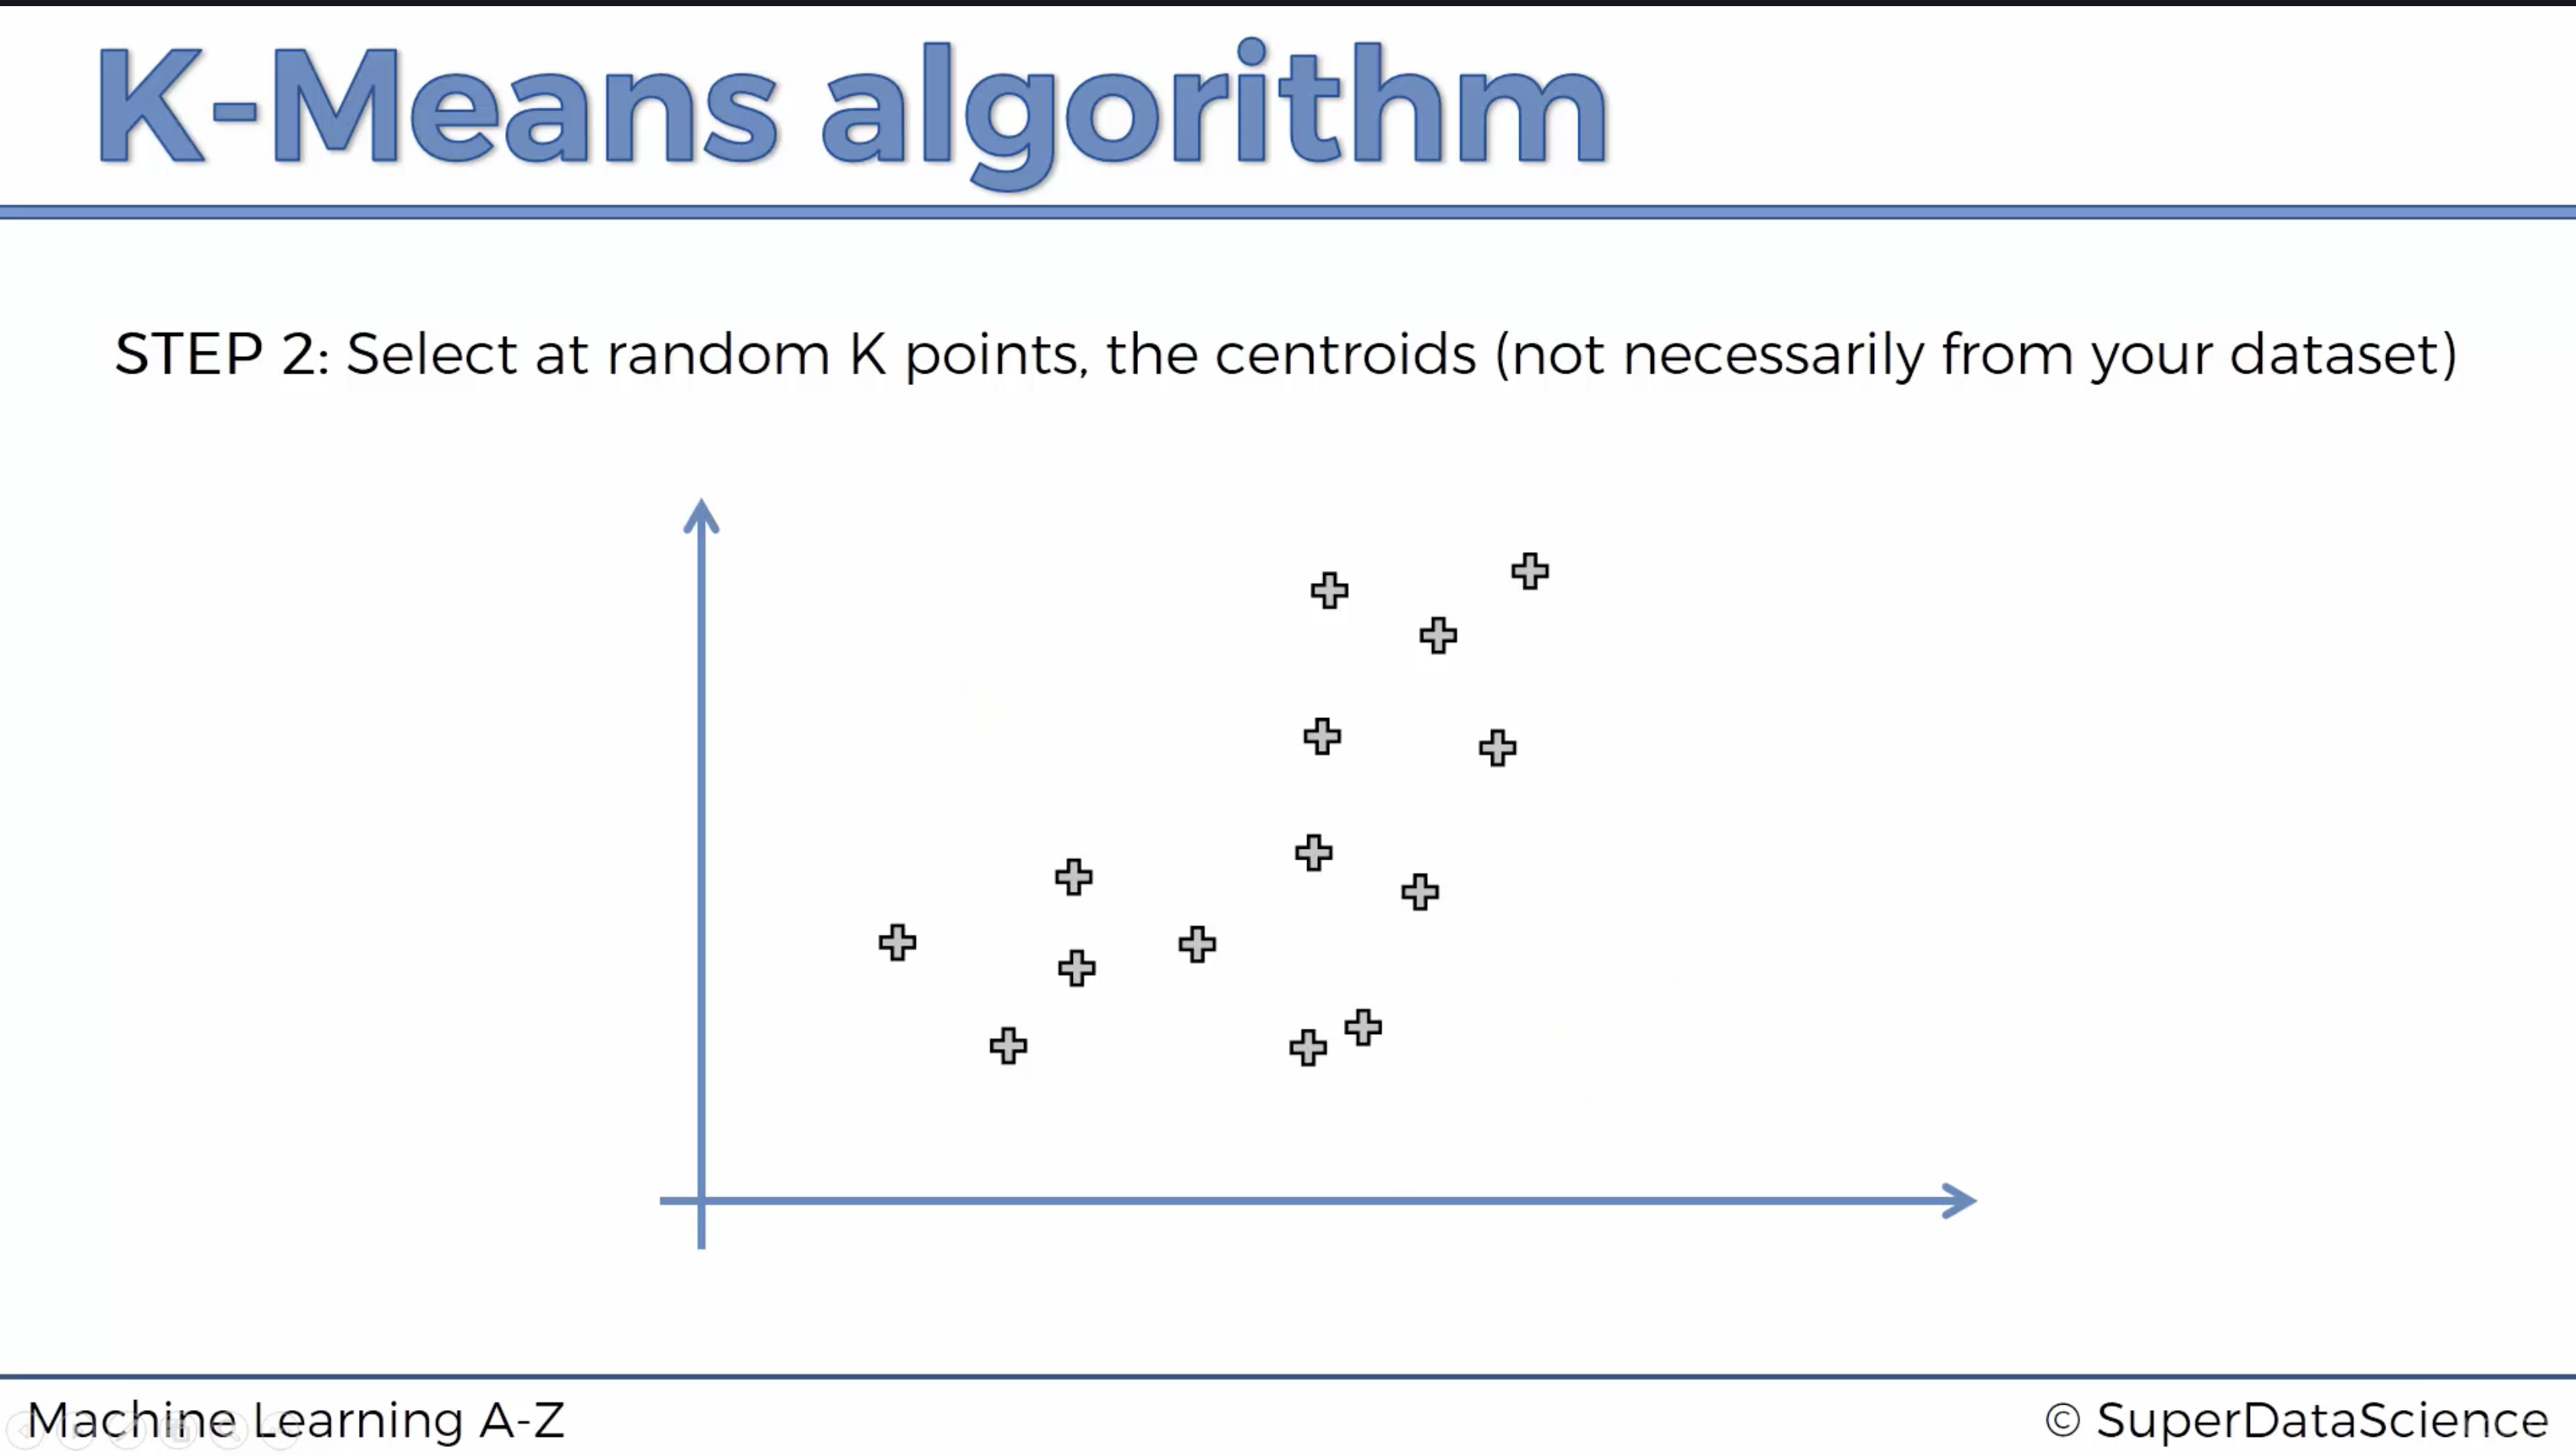 K-Means algorithm
STEP 2: Select at random K points, the centroids (not necessarily from your dataset)
Machine Learning A-Z
© SuperDataScience